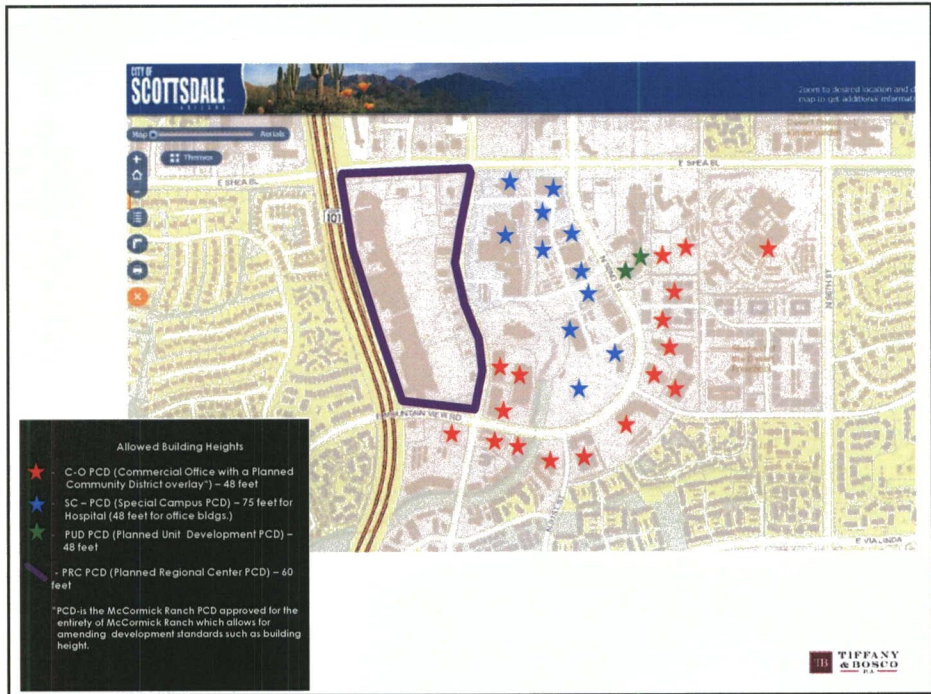 CITY OF
SCOTTSDALE
ARIZONA
Zoom to desired location and d
map to get additional informat
Map
Aerials
Themes
E SHEA BL
E SHEA BL
101
E MOUNTAIN VIEW RD
E VIA LINDA
Allowed Building Heights
- C-O PCD (Commercial Office with a Planned
Community District overlay*) – 48 feet
- SC – PCD (Special Campus PCD) – 75 feet for
Hospital (48 feet for office bldgs.)
- PUD PCD (Planned Unit Development PCD) –
48 feet
- PRC PCD (Planned Regional Center PCD) – 60
feet
*PCD-is the McCormick Ranch PCD approved for the
entirety of McCormick Ranch which allows for
amending development standards such as building
height.
TB
TIFFANY
& BOSCO
P.A.